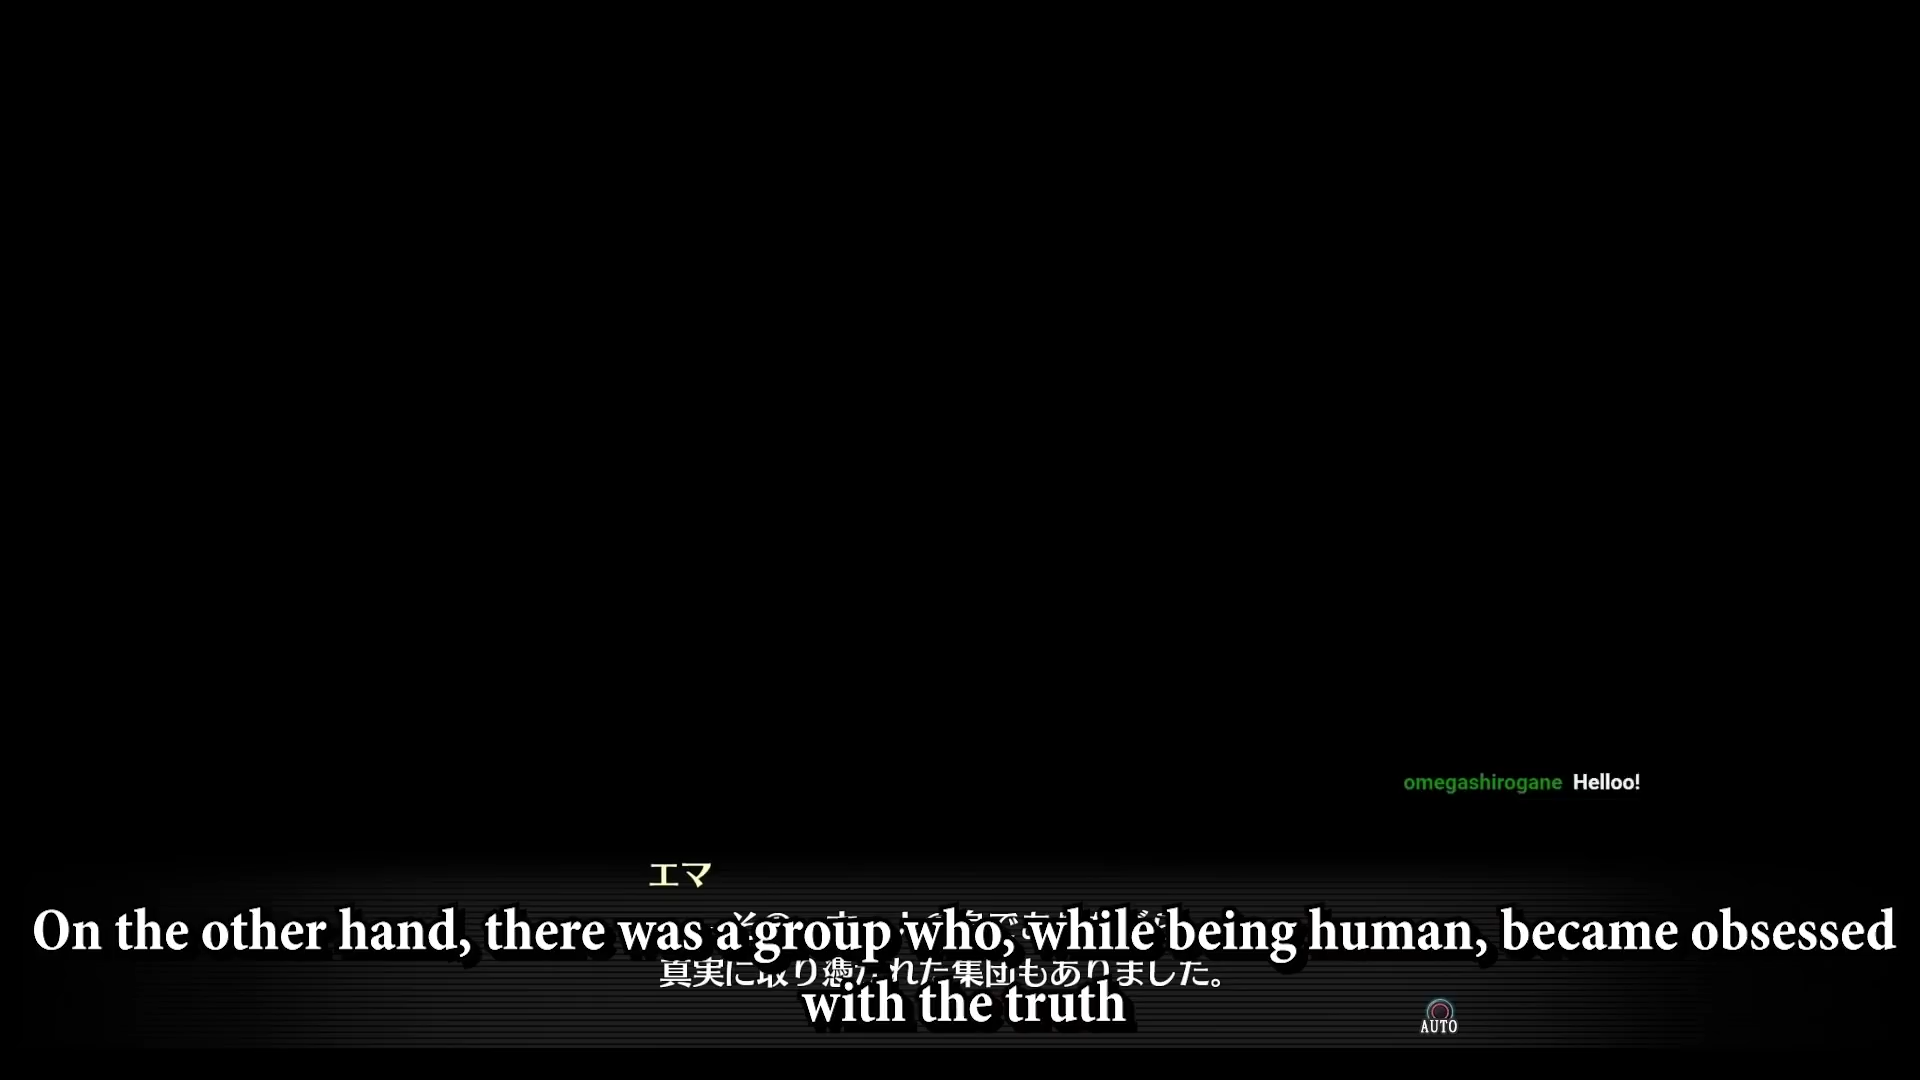 omegashirogane Helloo!
エマ
On the other hand, there was a group who, while being human, became obsessed
真実に取り憑かれた集団もありました。
with the truth
AUTO